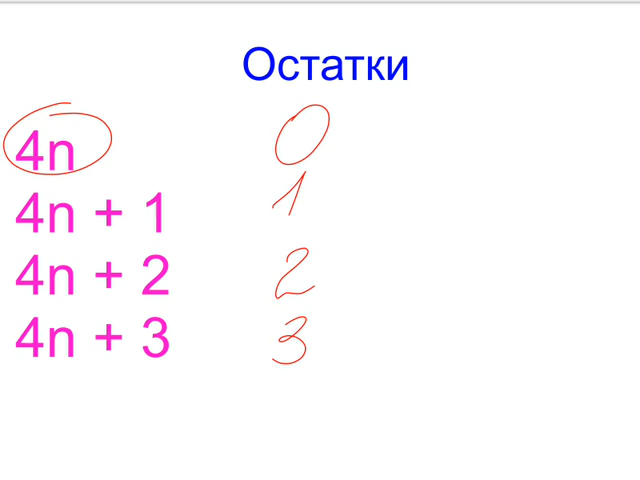 Остатки
4n 0
4n + 1 1
4n + 2 2
4n + 3 3